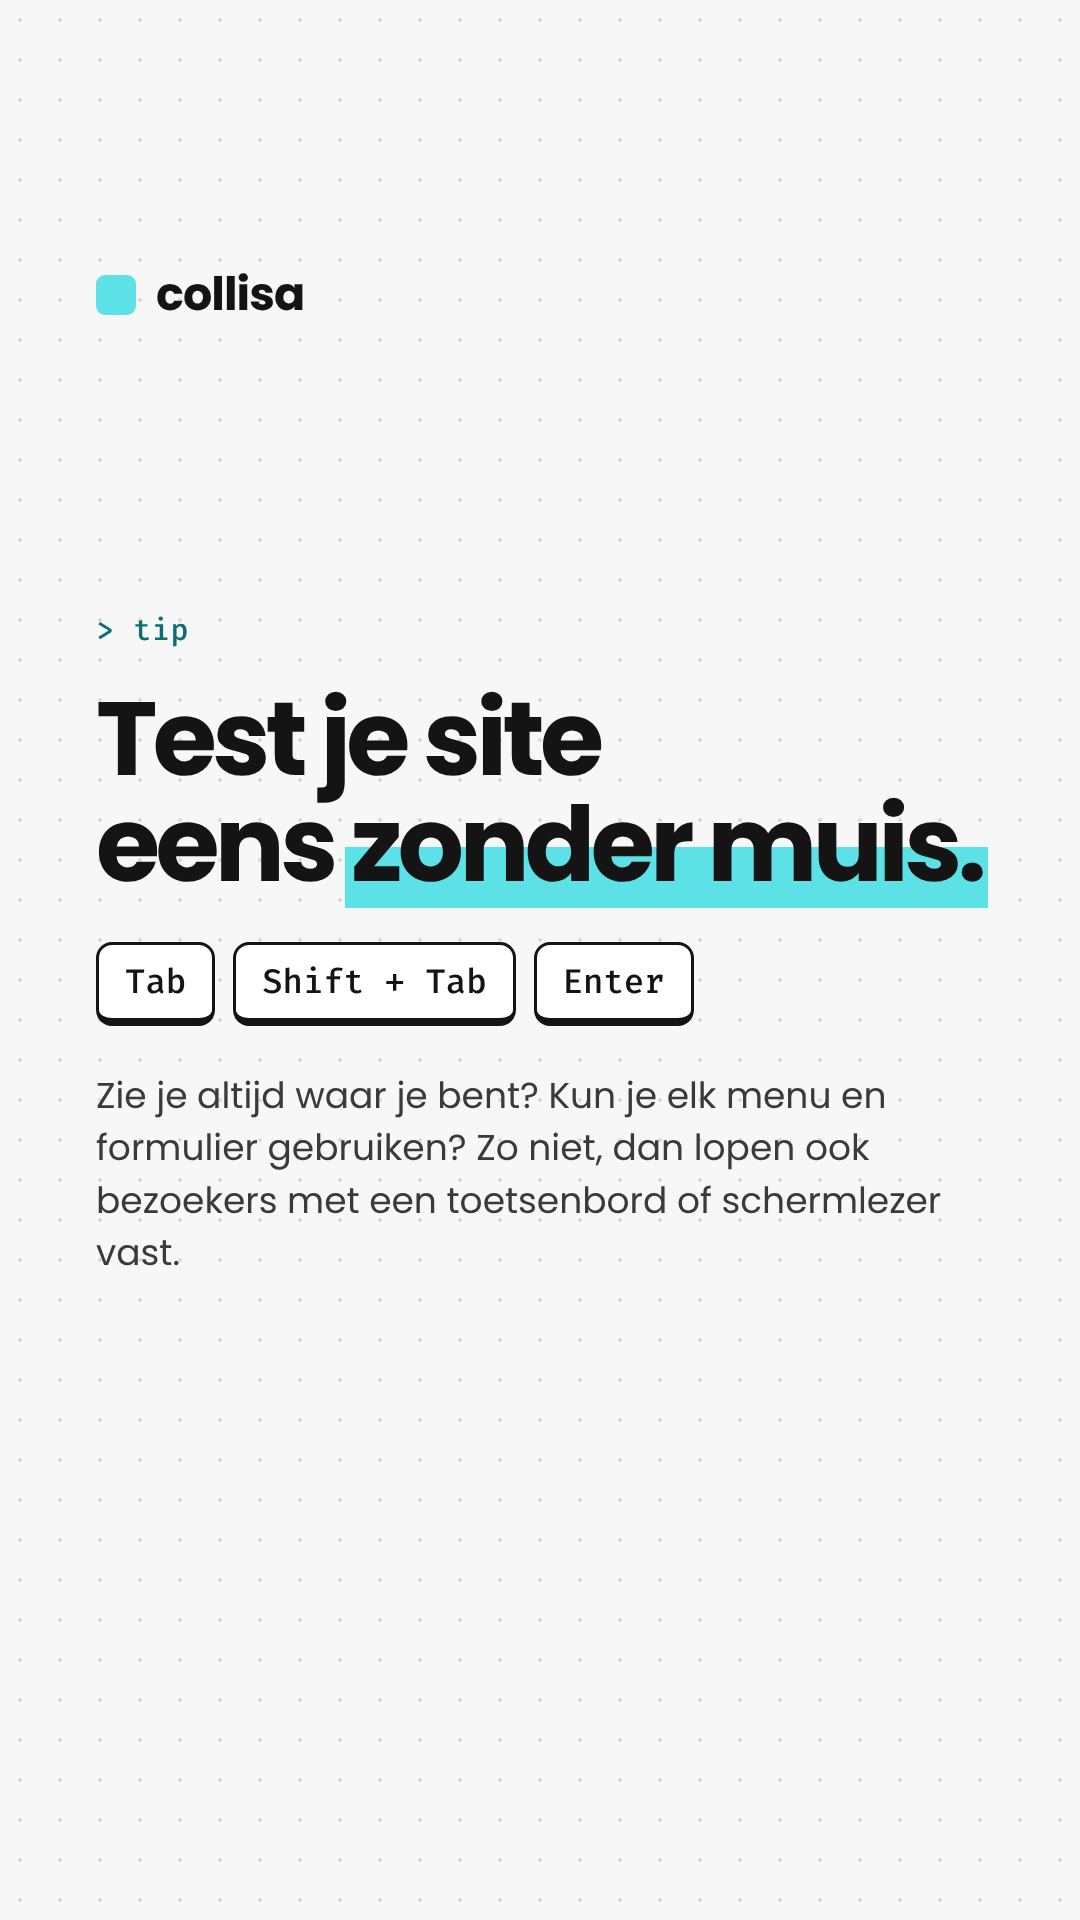 collisa
> tip
Test je site
eens zonder muis.
Tab Shift + Tab Enter
Zie je altijd waar je bent? Kun je elk menu en
formulier gebruiken? Zo niet, dan lopen ook
bezoekers met een toetsenbord of schermlezer
vast.